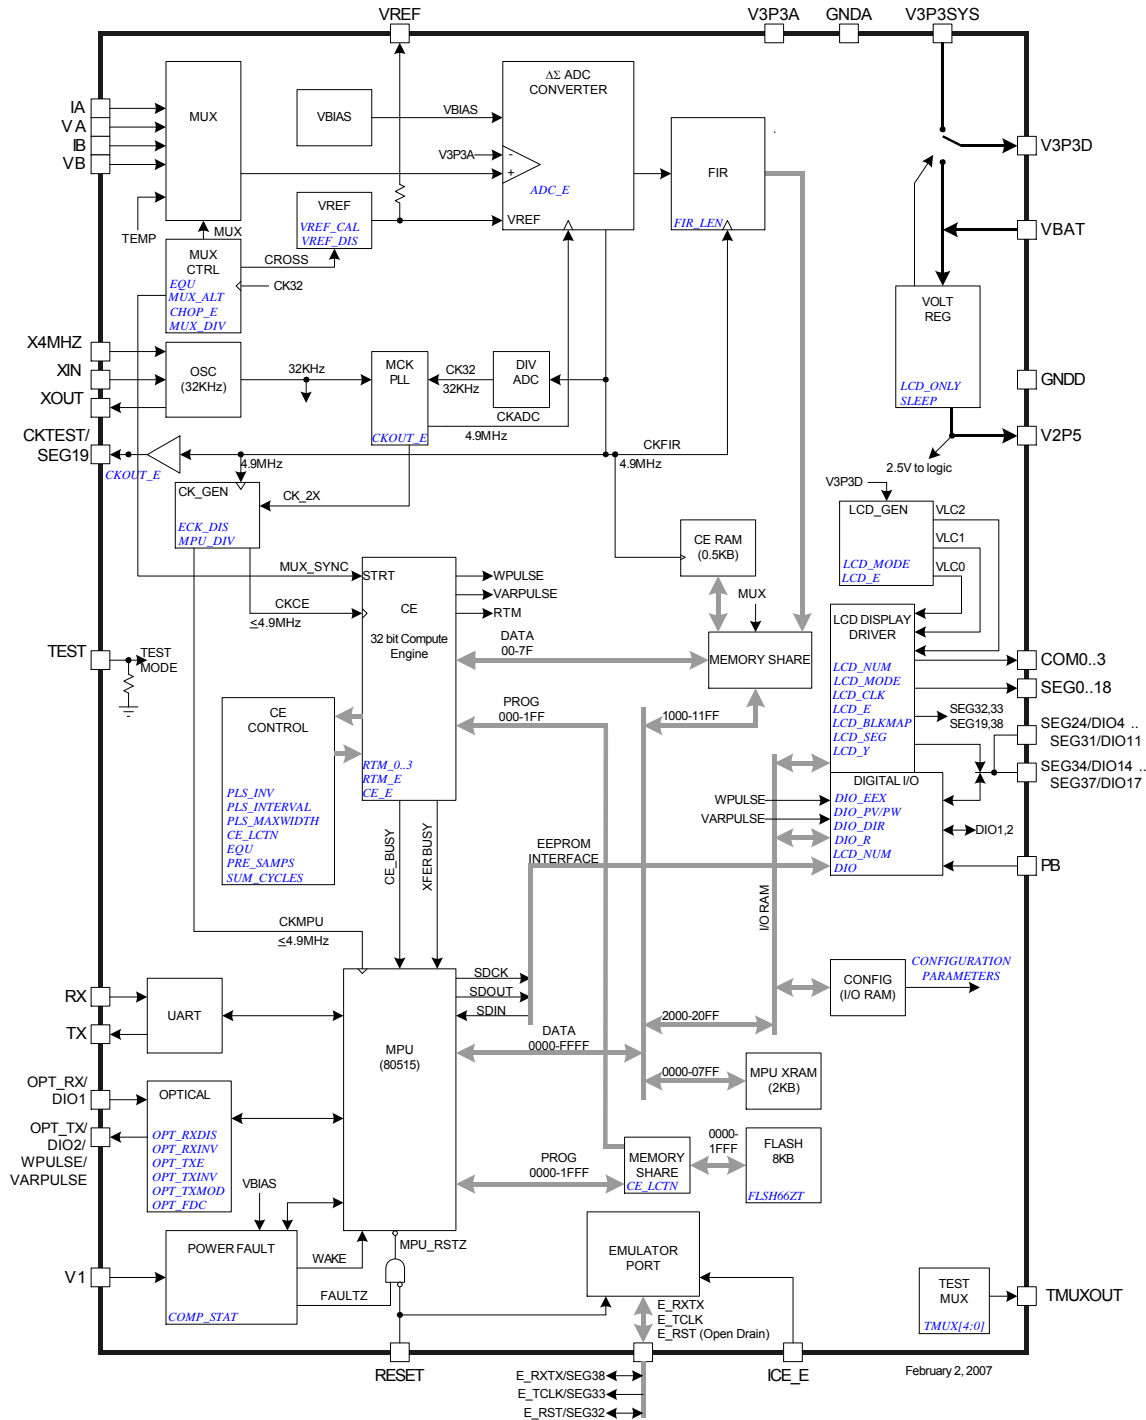 VREF
V3P3A
GNDA
V3P3SYS
IA
VA
IB
VB
MUX
VBIAS
VBIAS
ΔΣ ADC
CONVERTER
V3P3A
-
+
ADC_E
VREF
FIR
FIR_LEN
V3P3D
VBAT
TEMP
MUX
VREF
VREF_CAL
VREF_DIS
MUX
CTRL
EQU
MUX_ALT
CHOP_E
MUX_DIV
CROSS
CK32
VOLT
REG
LCD_ONLY
SLEEP
GNDD
V2P5
2.5V to logic
X4MHZ
XIN
XOUT
OSC
(32KHz)
32KHz
MCK
PLL
CKOUT_E
CK32
32KHz
DIV
ADC
CKADC
4.9MHz
CKFIR
4.9MHz
CKTEST/
SEG19
CKOUT_E
4.9MHz
CK_GEN
ECK_DIS
MPU_DIV
CK_2X
V3P3D
LCD_GEN
LCD_MODE
LCD_E
VLC2
VLC1
VLC0
CE RAM
(0.5KB)
MUX_SYNC
STRT
CE
32 bit Compute
Engine
RTM_0..3
RTM_E
CE_E
WPULSE
VARPULSE
RTM
CKCE
≤4.9MHz
MUX
DATA
00-7F
MEMORY SHARE
LCD DISPLAY
DRIVER
LCD_NUM
LCD_MODE
LCD_CLK
LCD_E
LCD_BLKMAP
LCD_SEG
LCD_Y
COM0..3
SEG0..18
SEG32,33
SEG19,38
SEG24/DIO4 ..
SEG31/DIO11
SEG34/DIO14 ..
SEG37/DIO17
TEST
TEST
MODE
CE
CONTROL
PLS_INV
PLS_INTERVAL
PLS_MAXWIDTH
CE_LCTN
EQU
PRE_SAMPS
SUM_CYCLES
PROG
000-1FF
1000-11FF
WPULSE
VARPULSE
DIGITAL I/O
DIO_EEX
DIO_PV/PW
DIO_DIR
DIO_R
LCD_NUM
DIO
DIO1,2
PB
CE_BUSY
XFER BUSY
EEPROM
INTERFACE
I/O RAM
CKMPU
≤4.9MHz
SDCK
SDOUT
SDIN
MPU
(80515)
CONFIG
(I/O RAM)
CONFIGURATION
PARAMETERS
RX
TX
UART
DATA
0000-FFFF
2000-20FF
0000-07FF
MPU XRAM
(2KB)
OPT_RX/
DIO1
OPT_TX/
DIO2/
WPULSE/
VARPULSE
OPTICAL
OPT_RXDIS
OPT_RXINV
OPT_TXE
OPT_TXINV
OPT_TXMOD
OPT_FDC
PROG
0000-1FFF
MEMORY
SHARE
CE_LCTN
0000-
1FFF
FLASH
8KB
FLSH66ZT
VBIAS
V1
POWER FAULT
COMP_STAT
WAKE
FAULTZ
MPU_RSTZ
EMULATOR
PORT
E_RXTX
E_TCLK
E_RST (Open Drain)
TEST
MUX
TMUX[4:0]
TMUXOUT
RESET
ICE_E
February 2, 2007
E_RXTX/SEG38
E_TCLK/SEG33
E_RST/SEG32